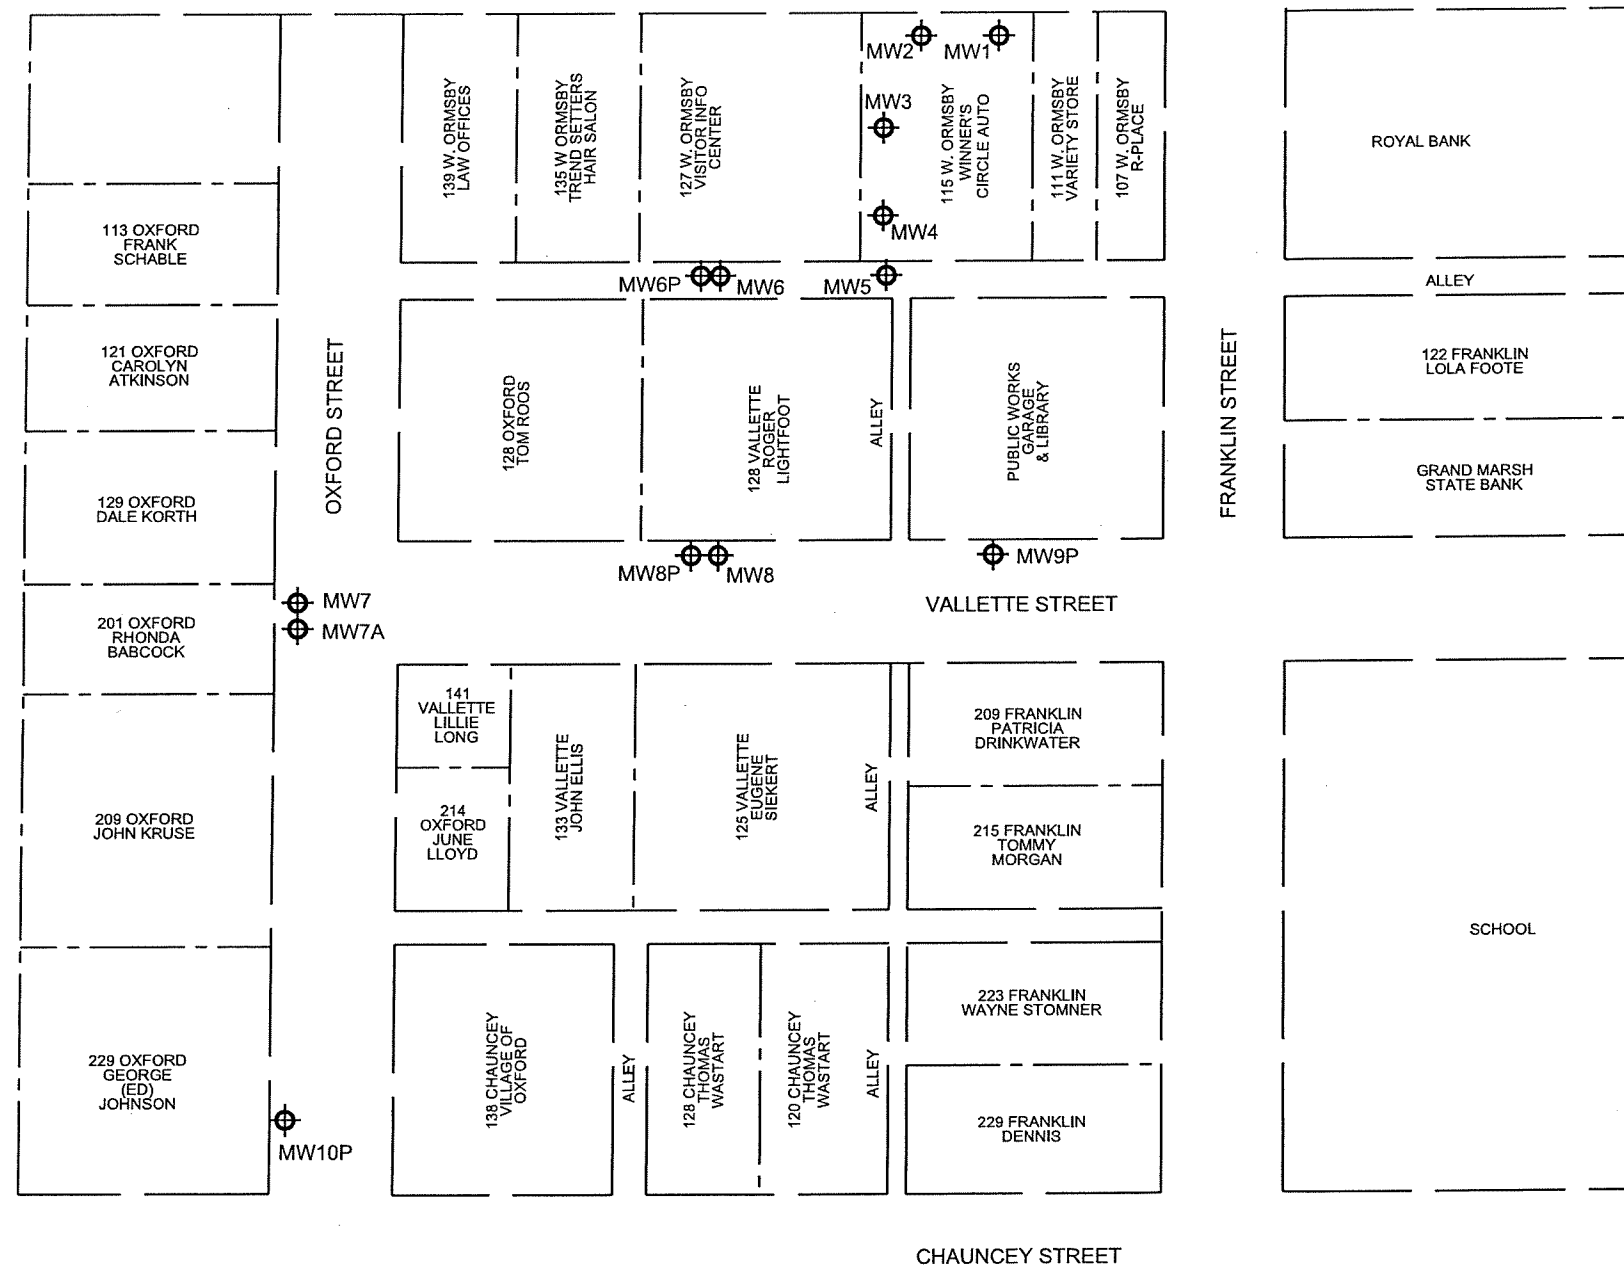 MW2
MW1
MW3
MW4
139 W. ORMSBY
LAW OFFICES
135 W ORMSBY
TREND SETTERS
HAIR SALON
127 W. ORMSBY
VISITOR INFO
CENTER
115 W. ORMSBY
WINNER'S
CIRCLE AUTO
111 W. ORMSBY
VARIETY STORE
107 W. ORMSBY
R-PLACE
ROYAL BANK
113 OXFORD
FRANK
SCHABLE
MW6P
MW6
MW5
ALLEY
121 OXFORD
CAROLYN
ATKINSON
OXFORD STREET
128 OXFORD
TOM ROOS
128 VALLETTE
ROGER
LIGHTFOOT
ALLEY
PUBLIC WORKS
GARAGE
& LIBRARY
FRANKLIN STREET
122 FRANKLIN
LOLA FOOTE
129 OXFORD
DALE KORTH
GRAND MARSH
STATE BANK
MW8P
MW8
MW9P
MW7
MW7A
VALLETTE STREET
201 OXFORD
RHONDA
BABCOCK
141
VALLETTE
LILLIE
LONG
133 VALLETTE
JOHN ELLIS
125 VALLETTE
EUGENE
SIEKERT
ALLEY
209 FRANKLIN
PATRICIA
DRINKWATER
209 OXFORD
JOHN KRUSE
214
OXFORD
JUNE
LLOYD
215 FRANKLIN
TOMMY
MORGAN
SCHOOL
229 OXFORD
GEORGE
(ED)
JOHNSON
MW10P
138 CHAUNCEY
VILLAGE OF
OXFORD
ALLEY
128 CHAUNCEY
THOMAS
WASTART
120 CHAUNCEY
THOMAS
WASTART
ALLEY
223 FRANKLIN
WAYNE STOMNER
229 FRANKLIN
DENNIS
CHAUNCEY STREET